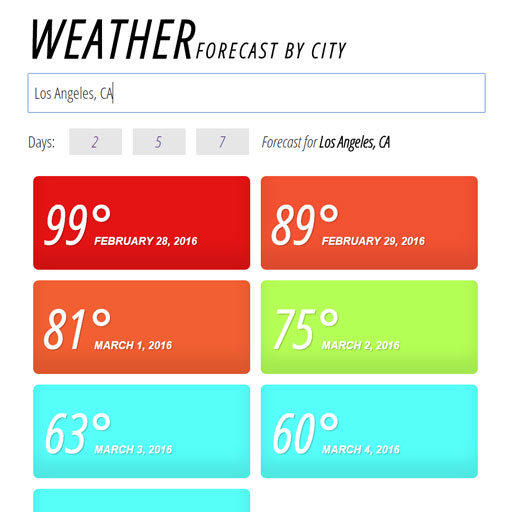 WEATHER FORECAST BY CITY
Los Angeles, CA
Days: 2 5 7 Forecast for Los Angeles, CA
99° FEBRUARY 28, 2016
89° FEBRUARY 29, 2016
81° MARCH 1, 2016
75° MARCH 2, 2016
63° MARCH 3, 2016
60° MARCH 4, 2016